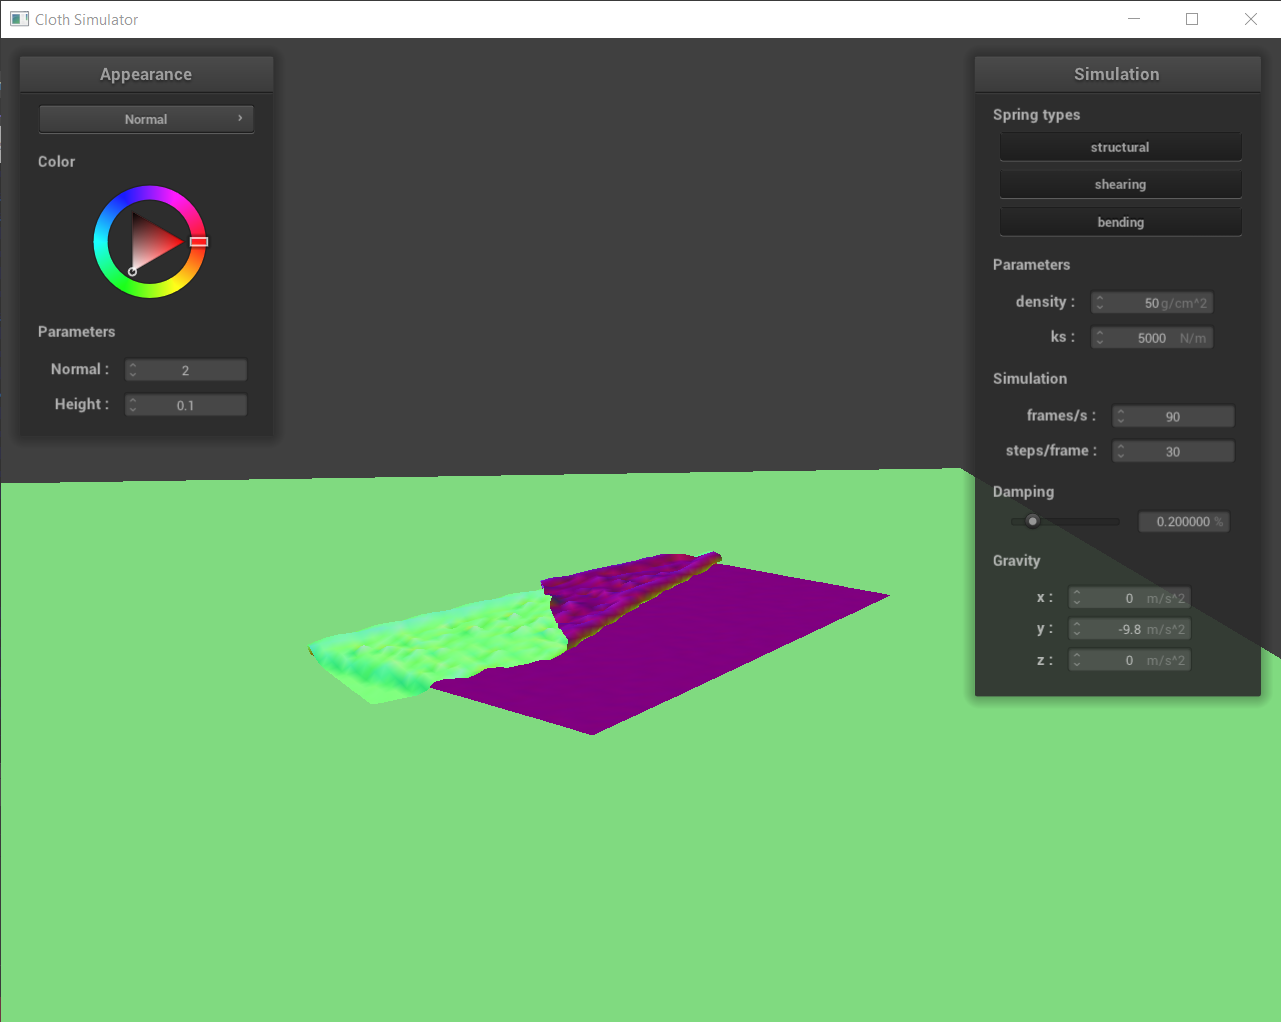 Cloth Simulator
Appearance
Normal
Color
Parameters
Normal :
2
Height :
0.1
Simulation
Spring types
structural
shearing
bending
Parameters
density :
50 g/cm^2
ks :
5000 N/m
Simulation
frames/s :
90
steps/frame :
30
Damping
0.200000 %
Gravity
x :
0 m/s^2
y :
-9.8 m/s^2
z :
0 m/s^2